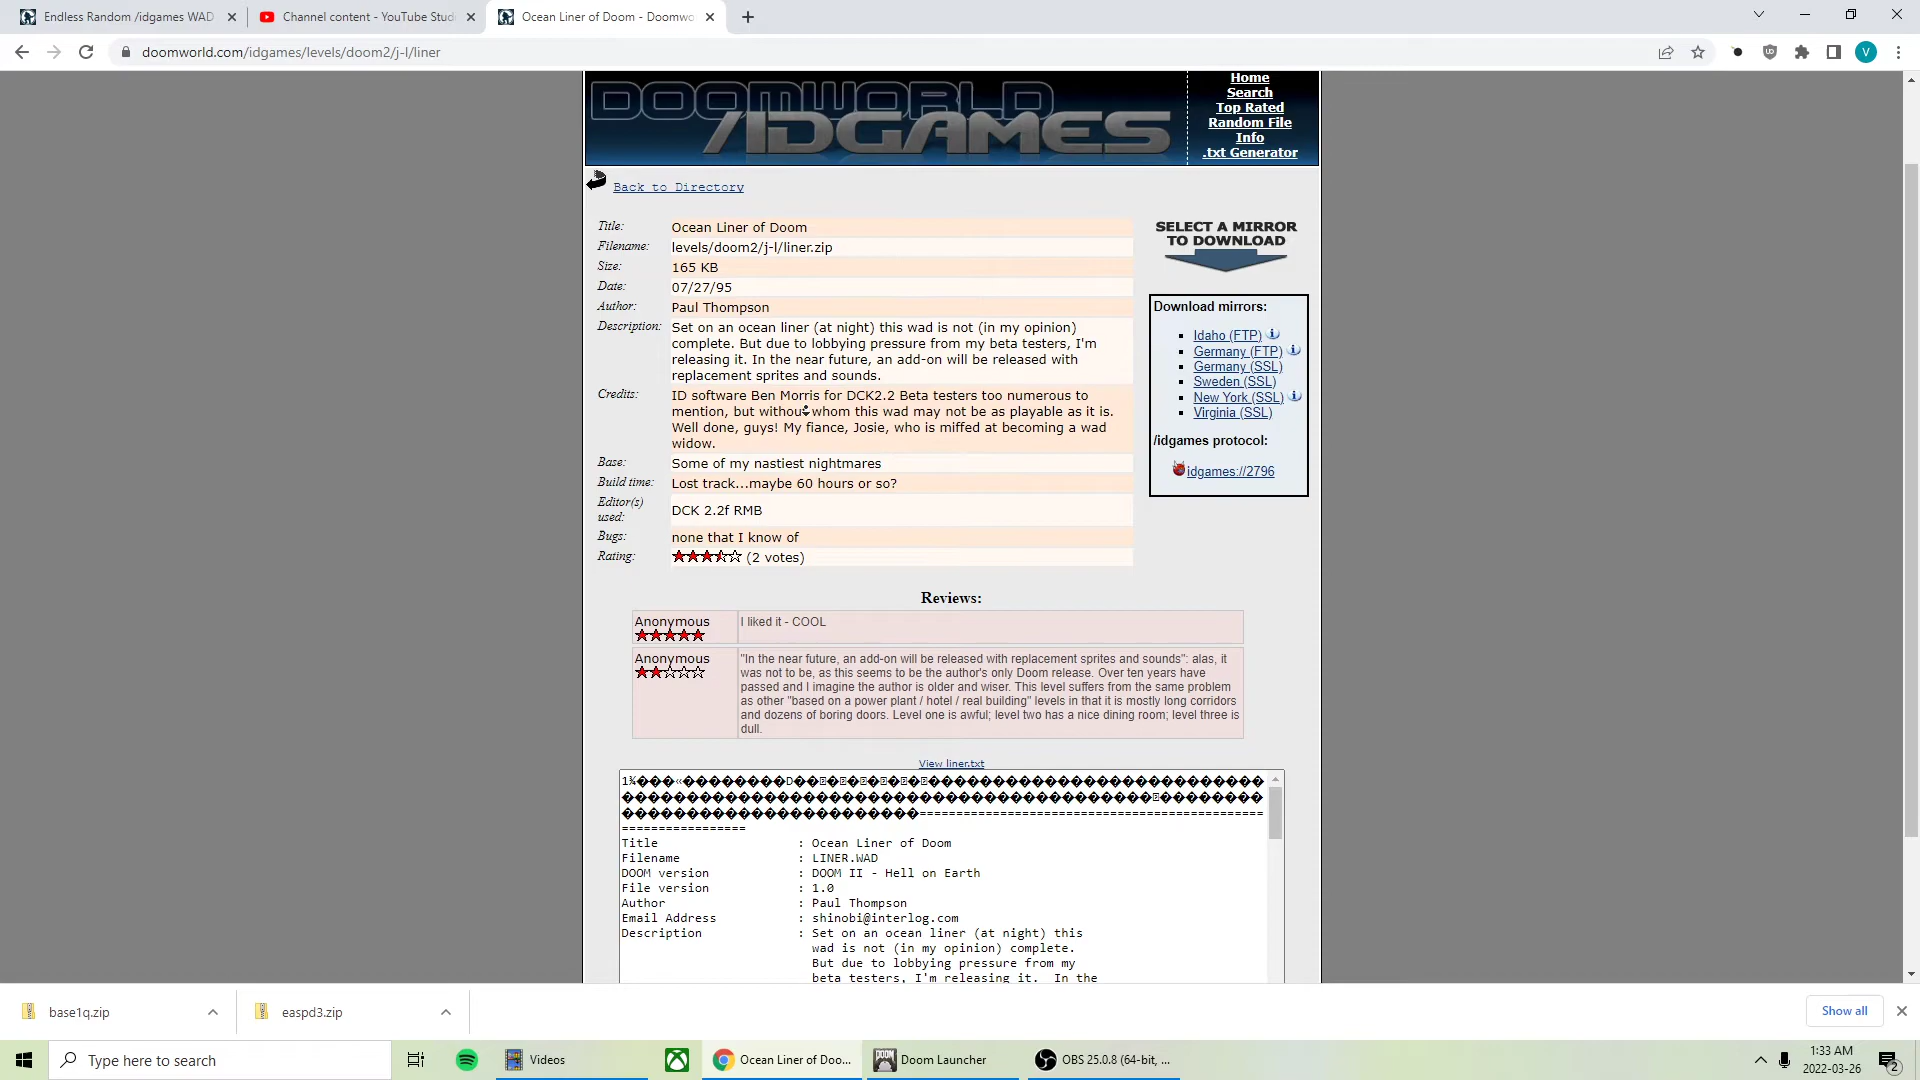 Endless Random /idgames WAD
Channel content - YouTube Stud
Ocean Liner of Doom - Doomwo
doomworld.com/idgames/levels/doom2/j-l/liner
V
DOOMWORLD
/IDGAMES
Home
Search
Top Rated
Random File
Info
.txt Generator
Back to Directory
Title: Ocean Liner of Doom
Filename: levels/doom2/j-l/liner.zip
Size: 165 KB
Date: 07/27/95
Author: Paul Thompson
Description: Set on an ocean liner (at night) this wad is not (in my opinion)
complete. But due to lobbying pressure from my beta testers, I'm
releasing it. In the near future, an add-on will be released with
replacement sprites and sounds.
Credits: ID software Ben Morris for DCK2.2 Beta testers too numerous to
mention, but without whom this wad may not be as playable as it is.
Well done, guys! My fiance, Josie, who is miffed at becoming a wad
widow.
Base: Some of my nastiest nightmares
Build time: Lost track...maybe 60 hours or so?
Editor(s)
used: DCK 2.2f RMB
Bugs: none that I know of
Rating: (2 votes)
SELECT A MIRROR
TO DOWNLOAD
Download mirrors:
Idaho (FTP)
Germany (FTP)
Germany (SSL)
Sweden (SSL)
New York (SSL)
Virginia (SSL)
/idgames protocol:
idgames://2796
Reviews:
Anonymous I liked it - COOL
Anonymous "In the near future, an add-on will be released with replacement sprites and sounds": alas, it
was not to be, as this seems to be the author's only Doom release. Over ten years have
passed and I imagine the author is older and wiser. This level suffers from the same problem
as other "based on a power plant / hotel / real building" levels in that it is mostly long corridors
and dozens of boring doors. Level one is awful; level two has a nice dining room; level three is
dull.
View liner.txt
Title : Ocean Liner of Doom
Filename : LINER.WAD
DOOM version : DOOM II - Hell on Earth
File version : 1.0
Author : Paul Thompson
Email Address : shinobi@interlog.com
Description : Set on an ocean liner (at night) this
wad is not (in my opinion) complete.
But due to lobbying pressure from my
beta testers, I'm releasing it. In the
base1q.zip
easpd3.zip
Show all
Type here to search
Videos
Ocean Liner of Doo...
Doom Launcher
OBS 25.0.8 (64-bit, ...
1:33 AM
2022-03-26
2